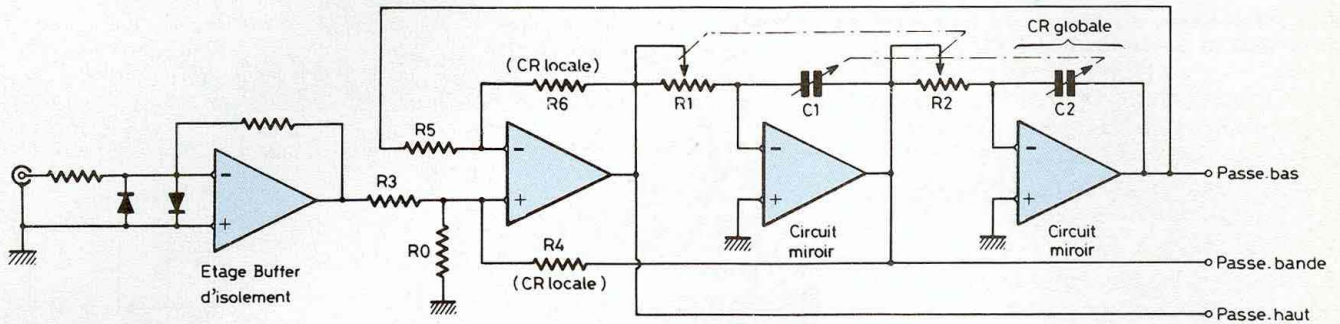 CR globale
(CR locale)
R6
R1
C1
R2
C2
R5
−
−
−
−
Passe.bas
R3
+
+
+
+
R0
R4
(CR locale)
Circuit
miroir
Circuit
miroir
Etage Buffer
d'isolement
Passe.bande
Passe.haut